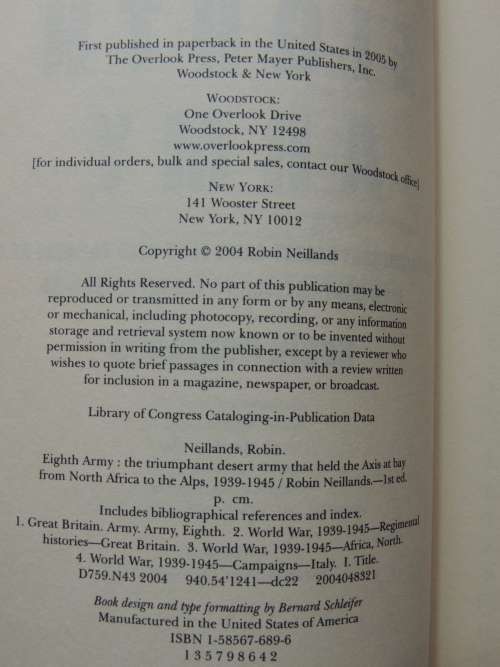 First published in paperback in the United States in 2005 by
The Overlook Press, Peter Mayer Publishers, Inc.
Woodstock & New York
WOODSTOCK:
One Overlook Drive
Woodstock, NY 12498
www.overlookpress.com
[for individual orders, bulk and special sales, contact our Woodstock office]
NEW YORK:
141 Wooster Street
New York, NY 10012
Copyright © 2004 Robin Neillands
All Rights Reserved. No part of this publication may be
reproduced or transmitted in any form or by any means, electronic
or mechanical, including photocopy, recording, or any information
storage and retrieval system now known or to be invented without
permission in writing from the publisher, except by a reviewer who
wishes to quote brief passages in connection with a review written
for inclusion in a magazine, newspaper, or broadcast.
Library of Congress Cataloging-in-Publication Data
Neillands, Robin.
Eighth Army : the triumphant desert army that held the Axis at bay
from North Africa to the Alps, 1939-1945 / Robin Neillands.—1st ed.
p. cm.
Includes bibliographical references and index.
1. Great Britain. Army. Army, Eighth. 2. World War, 1939-1945—Regimental
histories—Great Britain. 3. World War, 1939-1945—Africa, North.
4. World War, 1939-1945—Campaigns—Italy. I. Title.
D759.N43 2004 940.54'1241—dc22 2004048321
Book design and type formatting by Bernard Schleifer
Manufactured in the United States of America
ISBN 1-58567-689-6
1 3 5 7 9 8 6 4 2